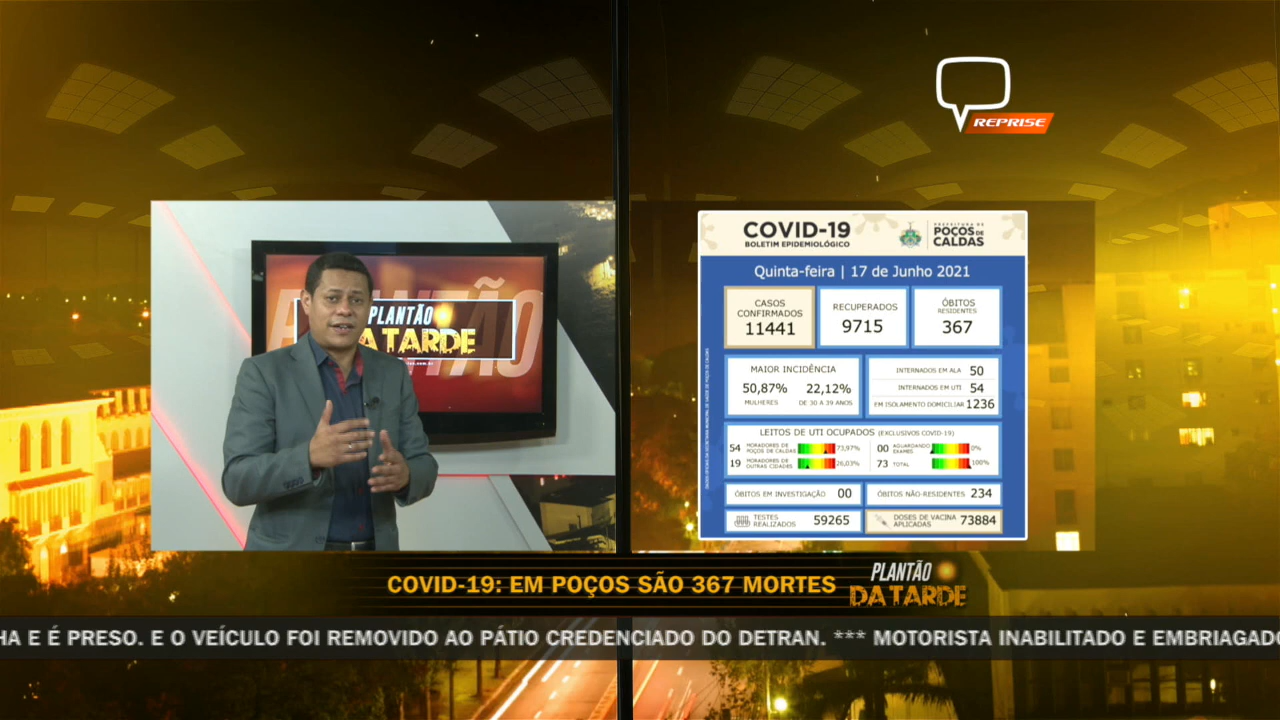 REPRISE
PLANTÃO
PLANTÃO
DA TARDE
COVID-19
BOLETIM EPIDEMIOLÓGICO
PREFEITURA DE
POÇOS DE
CALDAS
Quinta-feira | 17 de Junho 2021
CASOS
CONFIRMADOS
11441
RECUPERADOS
9715
ÓBITOS
RESIDENTES
367
MAIOR INCIDÊNCIA
50,87% 22,12%
MULHERES DE 30 A 39 ANOS
INTERNADOS EM ALA 50
INTERNADOS EM UTI 54
EM ISOLAMENTO DOMICILIAR 1236
LEITOS DE UTI OCUPADOS (EXCLUSIVOS COVID-19)
54 MORADORES DE
POÇOS DE CALDAS 73,97%
00 AGUARDANDO
EXAMES 0%
19 MORADORES DE
OUTRAS CIDADES 26,03%
73 TOTAL 100%
ÓBITOS EM INVESTIGAÇÃO 00
ÓBITOS NÃO-RESIDENTES 234
TESTES
REALIZADOS 59265
DOSES DE VACINA
APLICADAS 73884
COVID-19: EM POÇOS SÃO 367 MORTES
PLANTÃO
DA TARDE
HA E É PRESO. E O VEÍCULO FOI REMOVIDO AO PÁTIO CREDENCIADO DO DETRAN. *** MOTORISTA INABILITADO E EMBRIAGADO